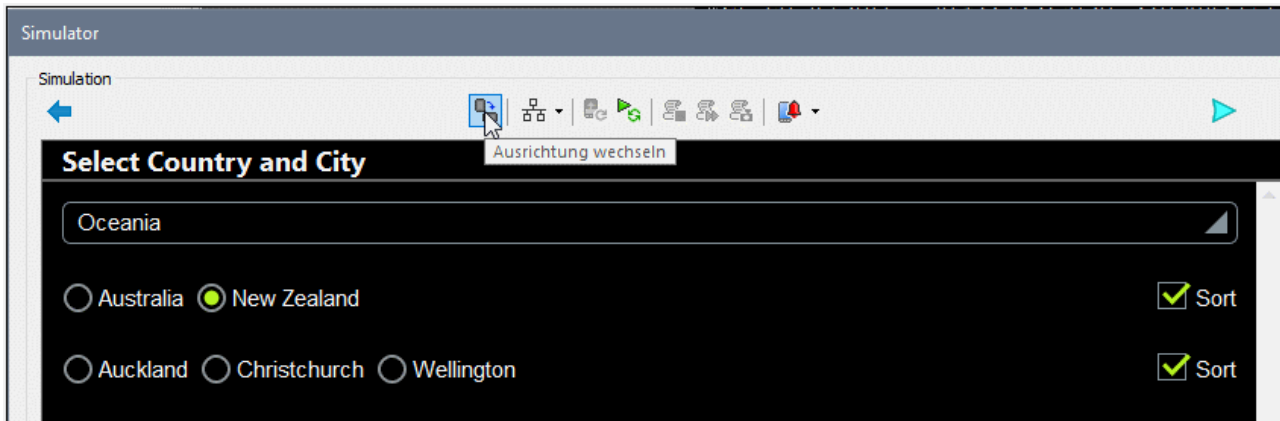 Simulator
Simulation
Ausrichtung wechseln
Select Country and City
Oceania
Australia New Zealand Sort
Auckland Christchurch Wellington Sort